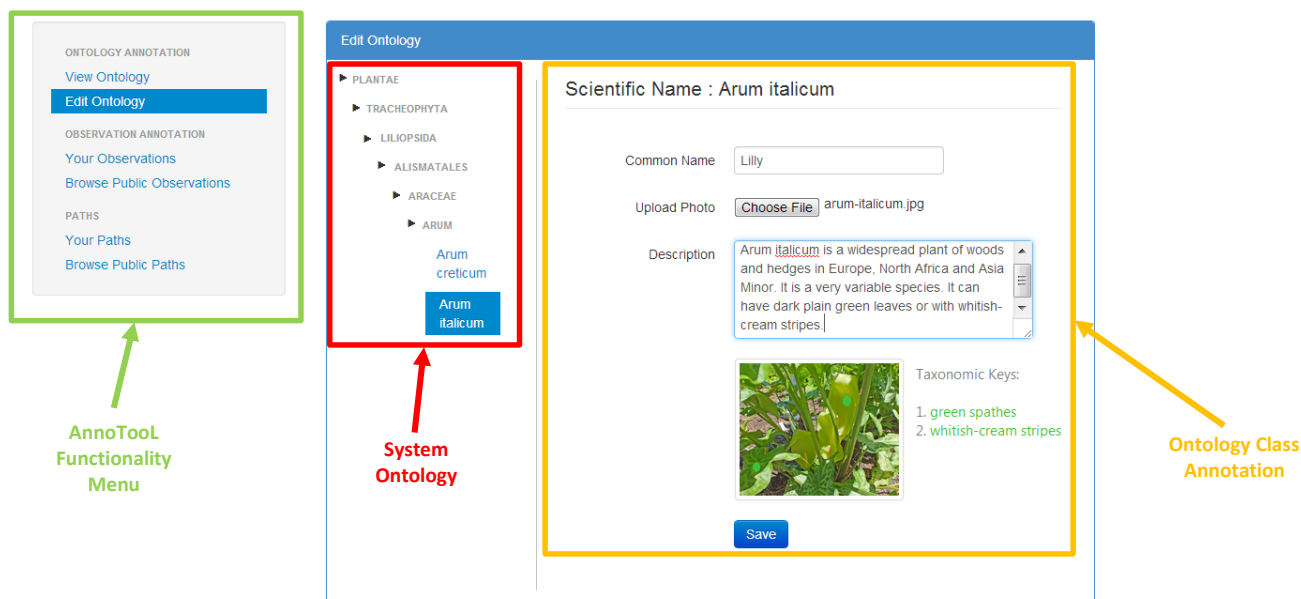 ONTOLOGY ANNOTATION
View Ontology
Edit Ontology
OBSERVATION ANNOTATION
Your Observations
Browse Public Observations
PATHS
Your Paths
Browse Public Paths
AnnoTooL
Functionality
Menu
Edit Ontology
PLANTAE
TRACHEOPHYTA
LILIOPSIDA
ALISMATALES
ARACEAE
ARUM
Arum
creticum
Arum
italicum
System
Ontology
Scientific Name : Arum italicum
Common Name Lilly
Upload Photo Choose File arum-italicum.jpg
Description
Arum italicum is a widespread plant of woods
and hedges in Europe, North Africa and Asia
Minor. It is a very variable species. It can
have dark plain green leaves or with whitish-
cream stripes.
Taxonomic Keys:
1. green spathes
2. whitish-cream stripes
Save
Ontology Class
Annotation